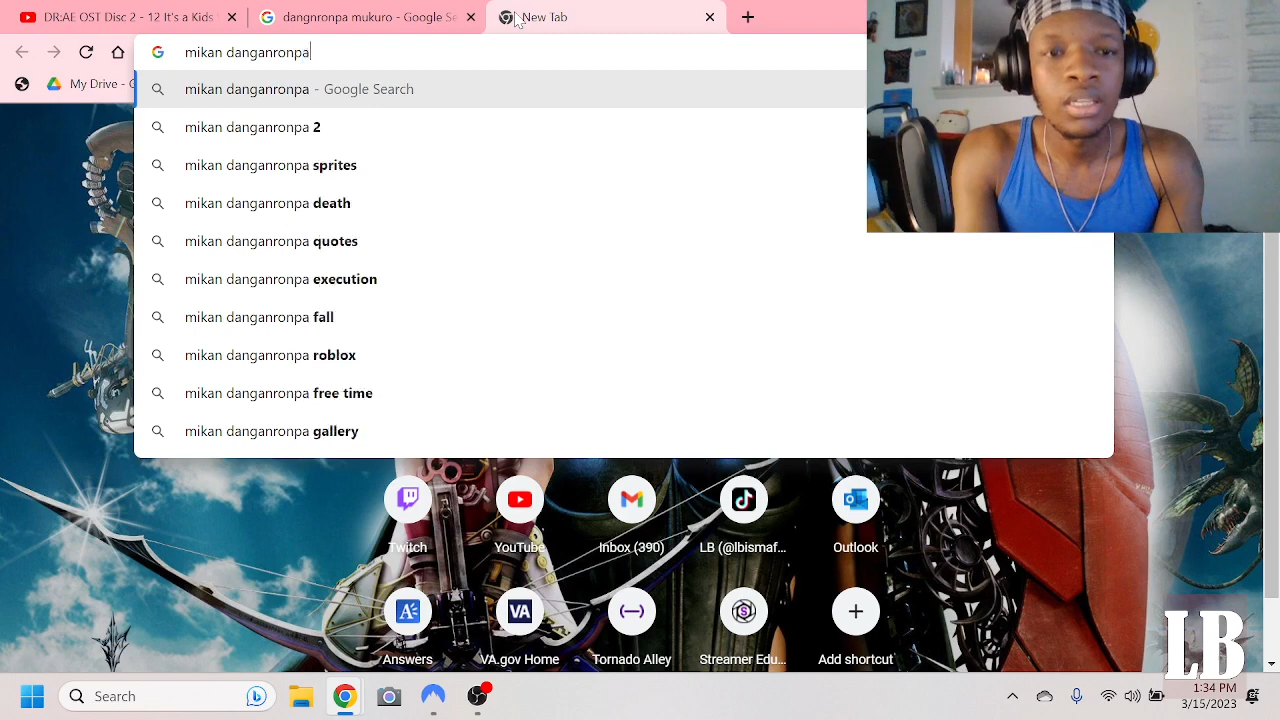 DRAE OST Disc 2 - 12 It's a Kids
danganronpa mukuro - Google Se
New Tab
mikan danganronpa
My Drive - G
mikan danganronpa - Google Search
mikan danganronpa 2
mikan danganronpa sprites
mikan danganronpa death
mikan danganronpa quotes
mikan danganronpa execution
mikan danganronpa fall
mikan danganronpa roblox
mikan danganronpa free time
mikan danganronpa gallery
Twitch
YouTube
Inbox (390)
LB (@lbismaf...
Outlook
Answers
VA.gov Home
Tornado Alley
Streamer Edu...
Add shortcut
LB
Search
1:34 PM
3/15/2023